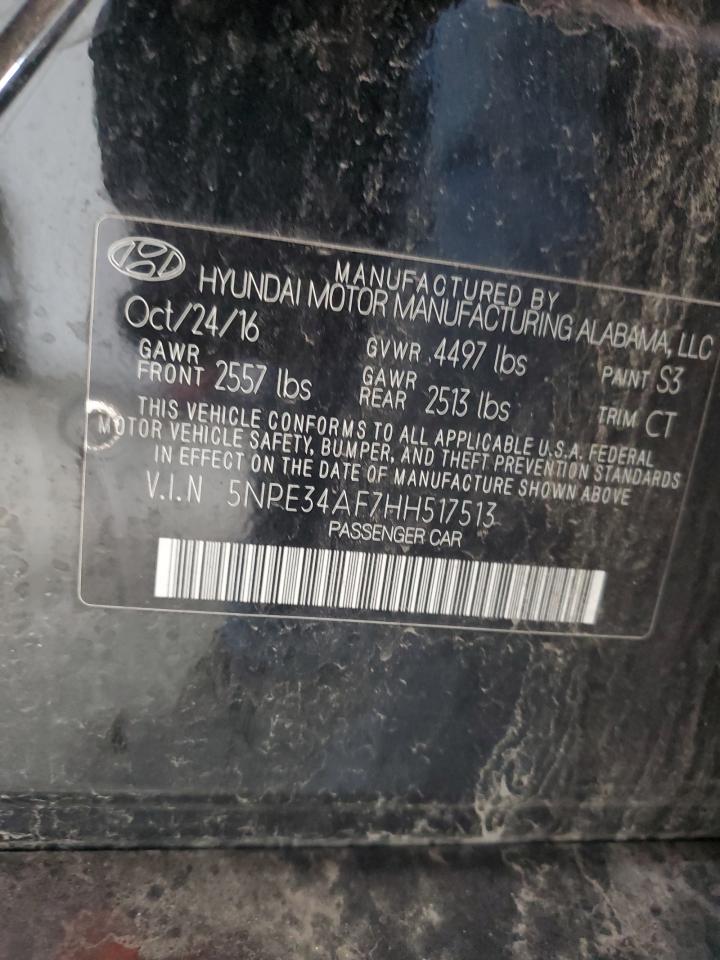 MANUFACTURED BY
HYUNDAI MOTOR MANUFACTURING ALABAMA, LLC
Oct/24/16
GVWR 4497 lbs
PAINT S3
GAWR FRONT 2557 lbs
GAWR REAR 2513 lbs
TRIM CT
THIS VEHICLE CONFORMS TO ALL APPLICABLE U.S.A. FEDERAL
MOTOR VEHICLE SAFETY, BUMPER, AND THEFT PREVENTION STANDARDS
IN EFFECT ON THE DATE OF MANUFACTURE SHOWN ABOVE
V.I.N 5NPE34AF7HH517513
PASSENGER CAR